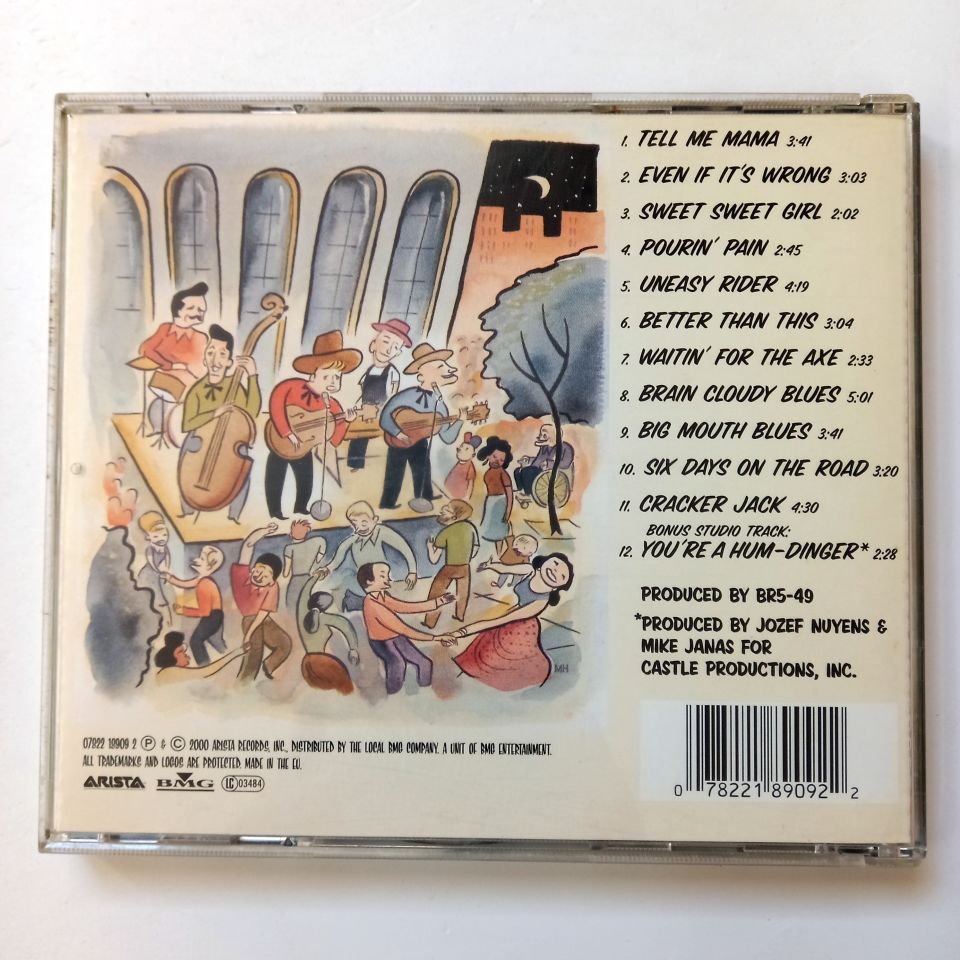 1. TELL ME MAMA 3:41
2. EVEN IF IT'S WRONG 3:03
3. SWEET SWEET GIRL 2:02
4. POURIN' PAIN 2:45
5. UNEASY RIDER 4:19
6. BETTER THAN THIS 3:04
7. WAITIN' FOR THE AXE 2:33
8. BRAIN CLOUDY BLUES 5:01
9. BIG MOUTH BLUES 3:41
10. SIX DAYS ON THE ROAD 3:20
11. CRACKER JACK 4:30
BONUS STUDIO TRACK:
12. YOU'RE A HUM-DINGER* 2:28
PRODUCED BY BR5-49
*PRODUCED BY JOZEF NUYENS &
MIKE JANAS FOR
CASTLE PRODUCTIONS, INC.
MH
07822 18909 2 ℗ & © 2000 ARISTA RECORDS, INC., DISTRIBUTED BY THE LOCAL BMG COMPANY. A UNIT OF BMG ENTERTAINMENT.
ALL TRADEMARKS AND LOGOS ARE PROTECTED. MADE IN THE EU.
ARISTA BMG LC 03484
0 78221 89092 2